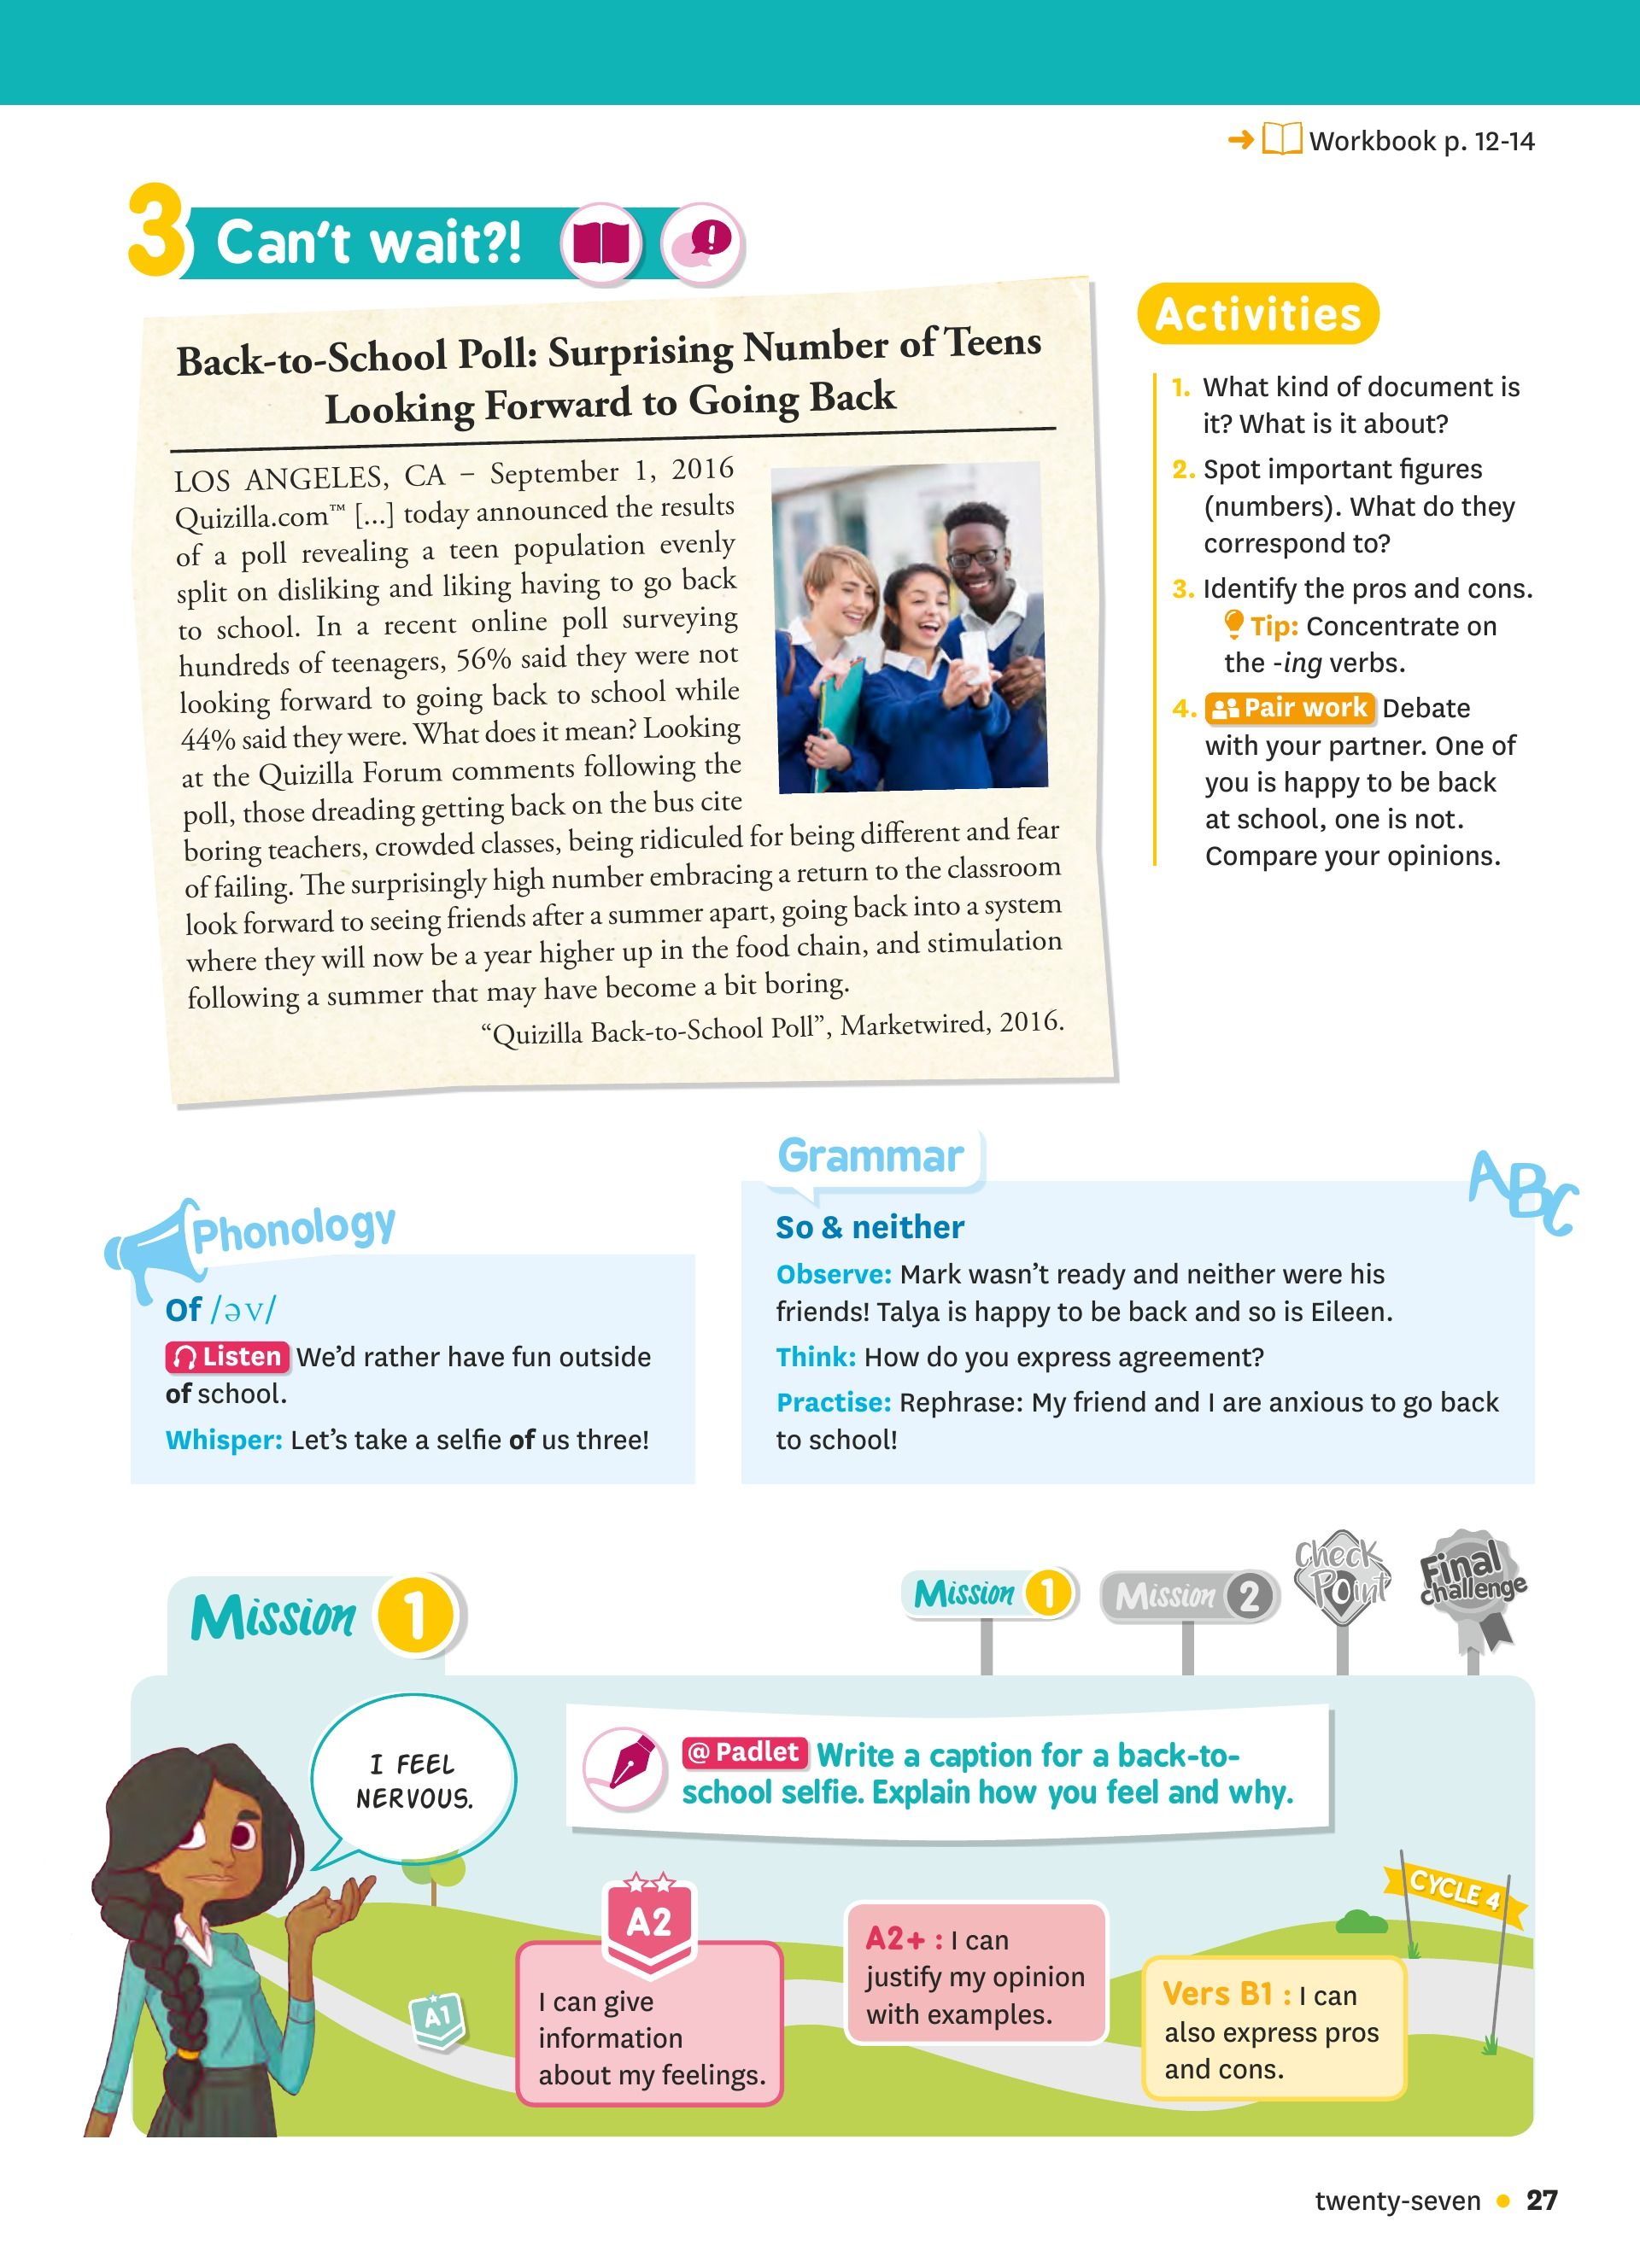 Workbook p. 12-14
3 Can't wait?!
Back-to-School Poll: Surprising Number of Teens
Looking Forward to Going Back
LOS ANGELES, CA – September 1, 2016
Quizilla.com™ [...] today announced the results
of a poll revealing a teen population evenly
split on disliking and liking having to go back
to school. In a recent online poll surveying
hundreds of teenagers, 56% said they were not
looking forward to going back to school while
44% said they were. What does it mean? Looking
at the Quizilla Forum comments following the
poll, those dreading getting back on the bus cite
boring teachers, crowded classes, being ridiculed for being different and fear
of failing. The surprisingly high number embracing a return to the classroom
look forward to seeing friends after a summer apart, going back into a system
where they will now be a year higher up in the food chain, and stimulation
following a summer that may have become a bit boring.
“Quizilla Back-to-School Poll”, Marketwired, 2016.
Activities
1. What kind of document is
it? What is it about?
2. Spot important figures
(numbers). What do they
correspond to?
3. Identify the pros and cons.
Tip: Concentrate on
the -ing verbs.
4. Pair work Debate
with your partner. One of
you is happy to be back
at school, one is not.
Compare your opinions.
Phonology
Of /əv/
Listen We'd rather have fun outside
of school.
Whisper: Let's take a selfie of us three!
Grammar
ABC
So & neither
Observe: Mark wasn't ready and neither were his
friends! Talya is happy to be back and so is Eileen.
Think: How do you express agreement?
Practise: Rephrase: My friend and I are anxious to go back
to school!
Mission 1
Mission 1
Mission 2
Check
Point
Final
challenge
I FEEL
NERVOUS.
@ Padlet Write a caption for a back-to-
school selfie. Explain how you feel and why.
A1
A2
I can give
information
about my feelings.
A2+ : I can
justify my opinion
with examples.
Vers B1 : I can
also express pros
and cons.
CYCLE 4
twenty-seven • 27